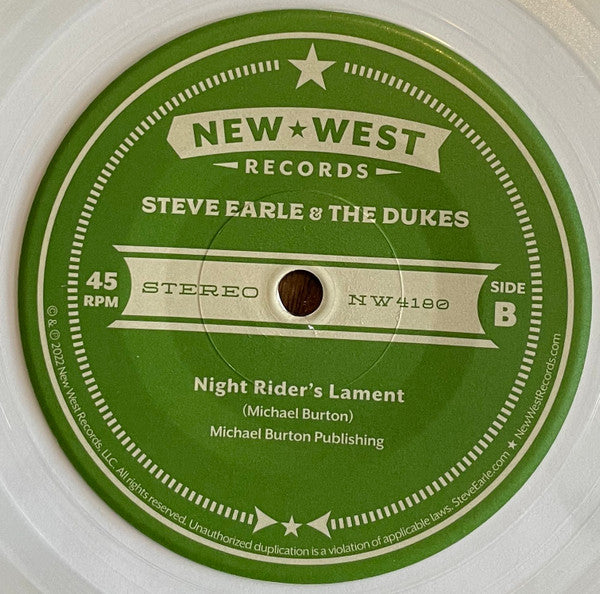 NEW★WEST
RECORDS
STEVE EARLE & THE DUKES
45
RPM
STEREO
NW4180
SIDE
B
Night Rider's Lament
(Michael Burton)
Michael Burton Publishing
© & ℗ 2022 New West Records, LLC. All rights reserved. Unauthorized duplication is a violation of applicable laws. SteveEarle.com ★ NewWestRecords.com